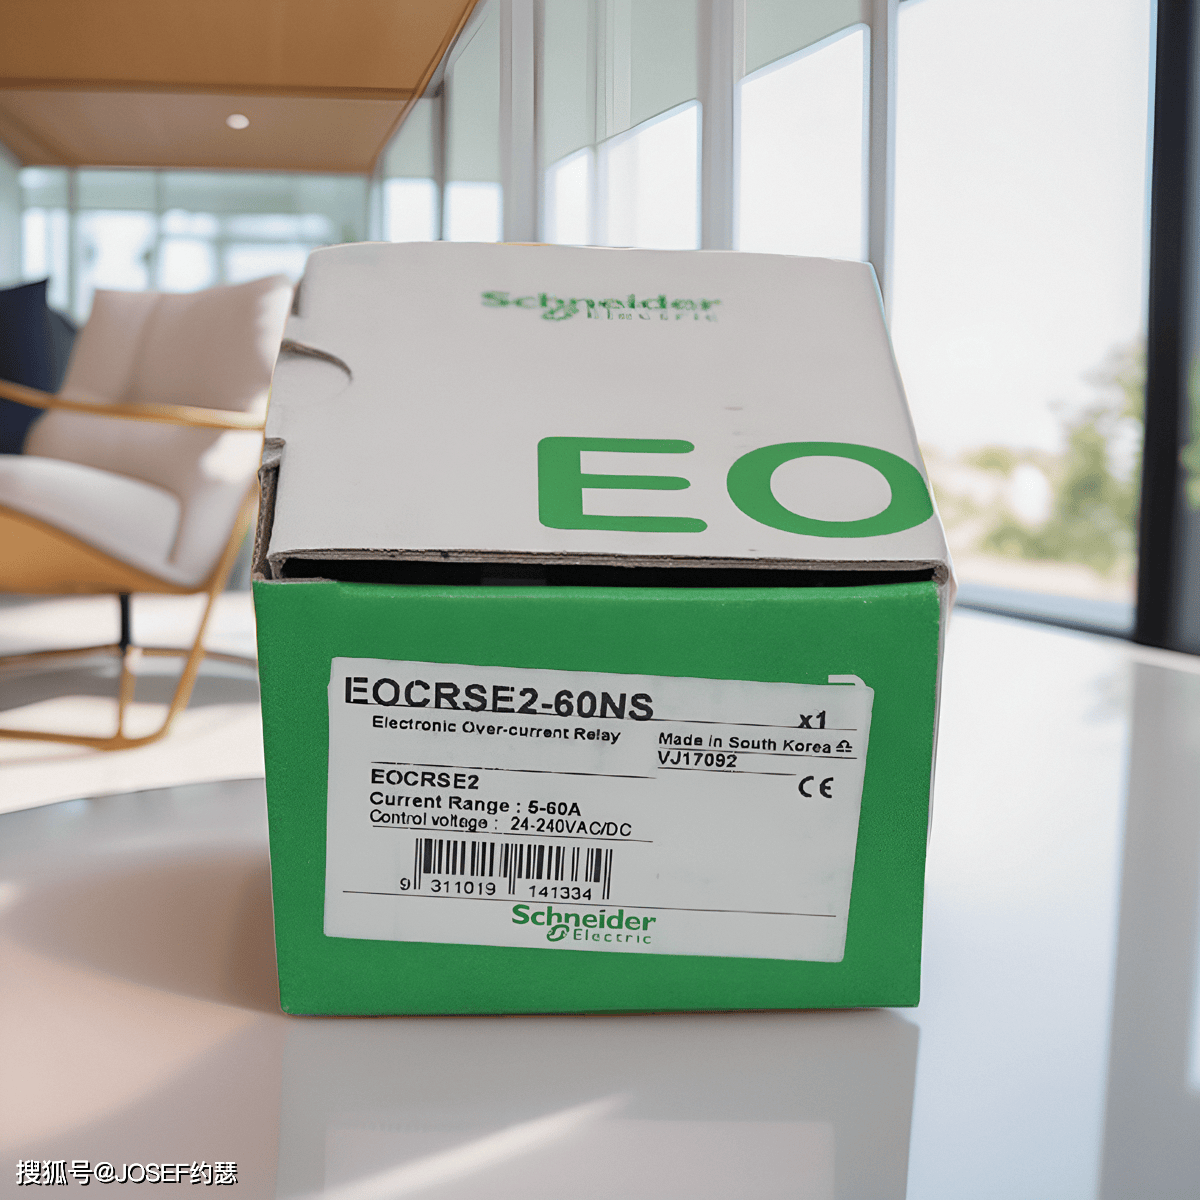 Schneider
Electric
EO
EOCRSE2-60NS
x1
Electronic Over-current Relay
Made in South Korea
VJ17092
CE
EOCRSE2
Current Range : 5-60A
Control voltage : 24-240VAC/DC
9 311019 141334
Schneider
Electric
搜狐号@JOSEF约瑟